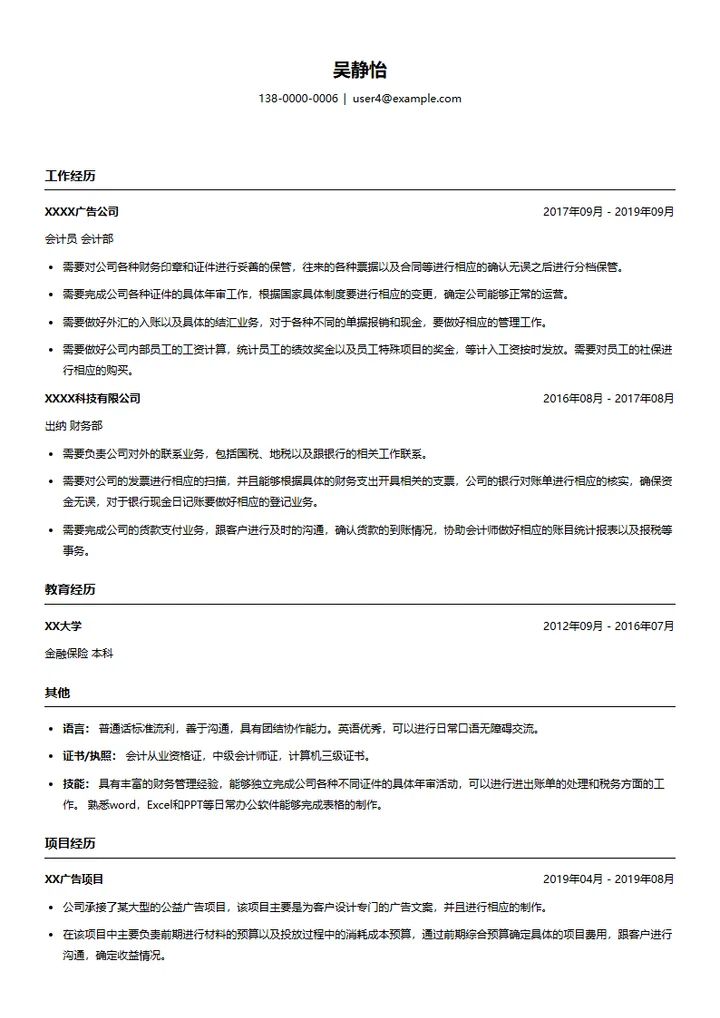 吴静怡
138-0000-0006 | user4@example.com
工作经历
XXXX广告公司 2017年09月 - 2019年09月
会计员 会计部
• 需要对公司各种财务印章和证件进行妥善的保管，往来的各种票据以及合同等进行相应的确认无误之后进行分档保管。
• 需要完成公司各种证件的具体年审工作，根据国家具体制度要进行相应的变更，确定公司能够正常的运营。
• 需要做好外汇的入账以及具体的结汇业务，对于各种不同的单据报销和现金，要做好相应的管理工作。
• 需要做好公司内部员工的工资计算，统计员工的绩效奖金以及员工特殊项目的奖金，等计入工资按时发放。需要对员工的社保进
行相应的购买。
XXXX科技有限公司 2016年08月 - 2017年08月
出纳 财务部
• 需要负责公司对外的联系业务，包括国税、地税以及跟银行的相关工作联系。
• 需要对公司的发票进行相应的扫描，并且能够根据具体的财务支出开具相关的支票，公司的银行对账单进行相应的核实，确保资
金无误，对于银行现金日记账要做好相应的登记业务。
• 需要完成公司的货款支付业务，跟客户进行及时的沟通，确认货款的到账情况，协助会计师做好相应的账目统计报表以及报税等
事务。
教育经历
XX大学 2012年09月 - 2016年07月
金融保险 本科
其他
• 语言： 普通话标准流利，善于沟通，具有团结协作能力。英语优秀，可以进行日常口语无障碍交流。
• 证书/执照： 会计从业资格证，中级会计师证，计算机三级证书。
• 技能： 具有丰富的财务管理经验，能够独立完成公司各种不同证件的具体年审活动，可以进行进出账单的处理和税务方面的工
作。 熟悉word，Excel和PPT等日常办公软件能够完成表格的制作。
项目经历
XX广告项目 2019年04月 - 2019年08月
• 公司承接了某大型的公益广告项目，该项目主要是为客户设计专门的广告文案，并且进行相应的制作。
• 在该项目中主要负责前期进行材料的预算以及投放过程中的消耗成本预算，通过前期综合预算确定具体的项目费用，跟客户进行
沟通，确定收益情况。